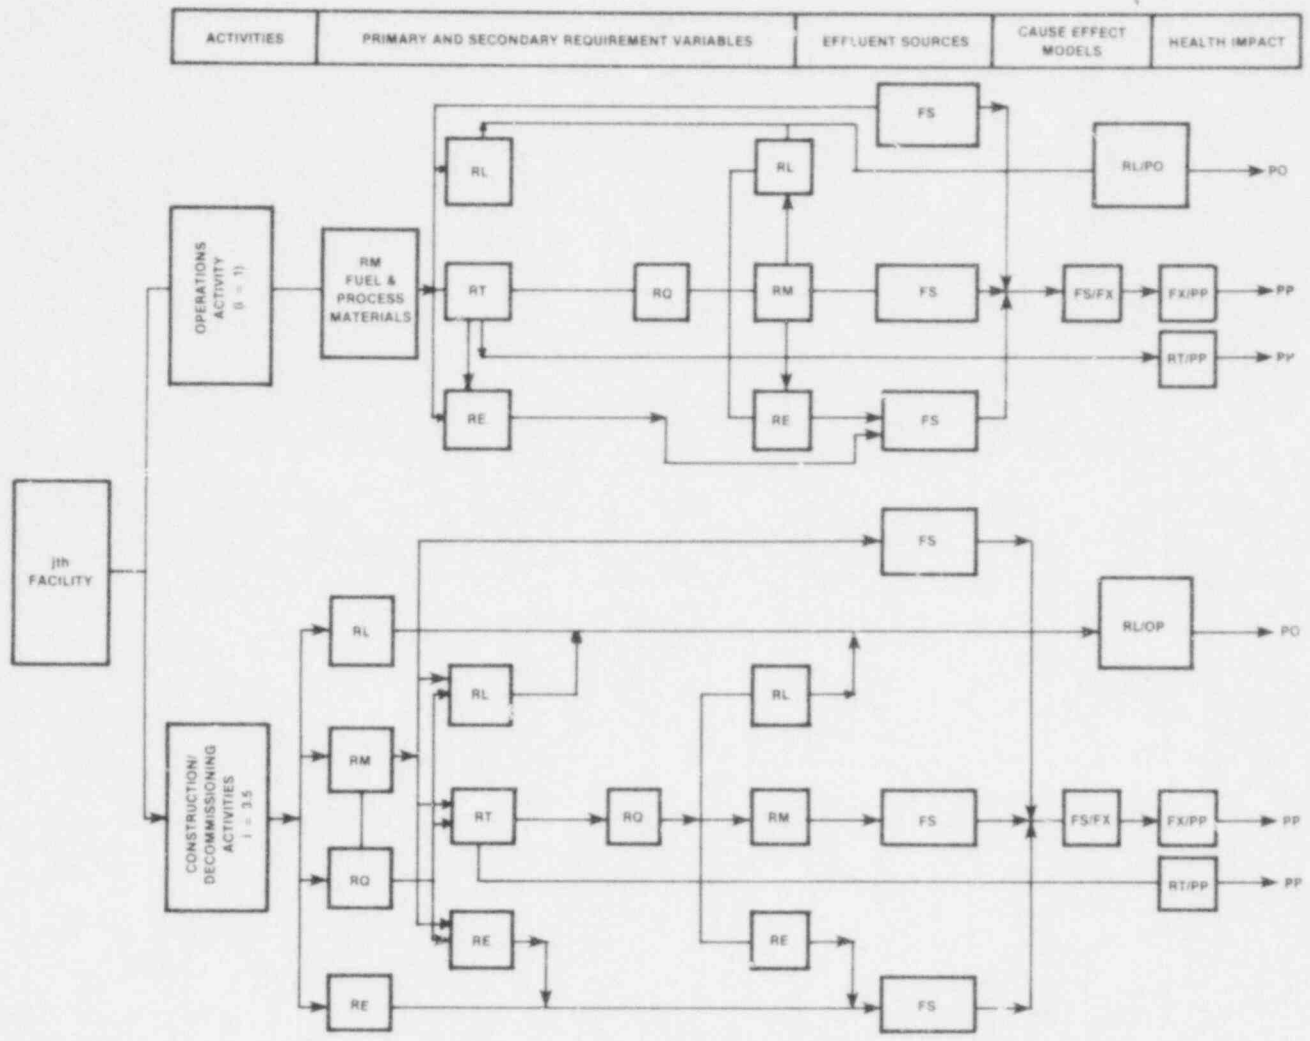 ACTIVITIES
PRIMARY AND SECONDARY REQUIREMENT VARIABLES
EFFLUENT SOURCES
CAUSE EFFECT
MODELS
HEALTH IMPACT
FS
RL
RL
RL/PO
PO
OPERATIONS
ACTIVITY
(i = 1)
RM
FUEL &
PROCESS
MATERIALS
RT
RQ
RM
FS
FS/FX
FX/PP
PP
RT/PP
PP
RE
RE
FS
jth
FACILITY
FS
RL
RL/OP
PO
RL
RL
CONSTRUCTION/
DECOMMISSIONING
ACTIVITIES
i = 3.5
RM
RT
RQ
RM
FS
FS/FX
FX/PP
PP
RQ
RT/PP
PP
RE
RE
RE
FS